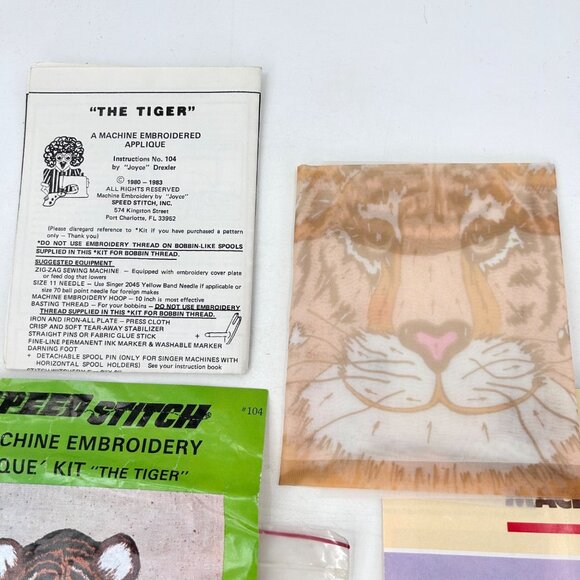 "THE TIGER"
A MACHINE EMBROIDERED
APPLIQUE
Instructions No. 104
by "Joyce" Drexler
© 1980 – 1983
ALL RIGHTS RESERVED
Machine Embroidery by "Joyce"
SPEED STITCH, INC.
574 Kingston Street
Port Charlotte, FL 33952
(Please disregard reference to *Kit if you have purchased a pattern
only – Thank you)
*DO NOT USE EMBROIDERY THREAD ON BOBBIN-LIKE SPOOLS
SUPPLIED IN THIS *KIT FOR BOBBIN THREAD.
SUGGESTED EQUIPMENT
ZIG-ZAG SEWING MACHINE – Equipped with embroidery cover plate
or feed dog that lowers
SIZE 11 NEEDLE – Use Singer 2045 Yellow Band Needle if applicable or
size 70 ball point needle for foreign makes
MACHINE EMBROIDERY HOOP – 10 Inch is most effective
BASTING THREAD – For your bobbins – DO NOT USE EMBROIDERY
THREAD SUPPLIED IN THIS *KIT FOR BOBBIN THREAD.
IRON AND IRON-ALL PLATE – PRESS CLOTH
CRISP AND SOFT TEAR-AWAY STABILIZER
STRAIGHT PINS OR FABRIC GLUE STICK +
FINE-LINE PERMANENT INK MARKER & WASHABLE MARKER
DARNING FOOT
+ DETACHABLE SPOOL PIN (ONLY FOR SINGER MACHINES WITH
HORIZONTAL SPOOL HOLDERS) See your instruction book
SPEED STITCH® #104
ACHINE EMBROIDERY
QUE' KIT "THE TIGER"